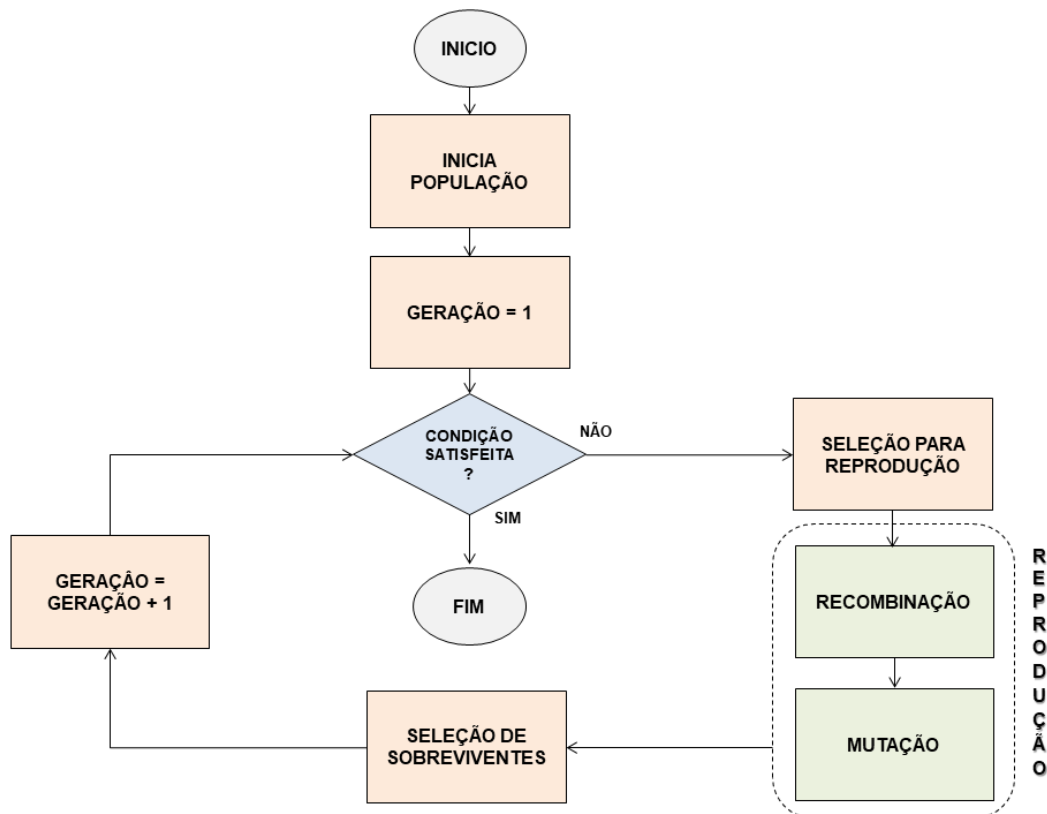 INICIO
INICIA
POPULAÇÃO
GERAÇÃO = 1
CONDIÇÃO
SATISFEITA
?
NÃO
SIM
FIM
SELEÇÃO PARA
REPRODUÇÃO
RECOMBINAÇÃO
MUTAÇÃO
REPRODUÇÃO
SELEÇÃO DE
SOBREVIVENTES
GERAÇÂO =
GERAÇÃO + 1